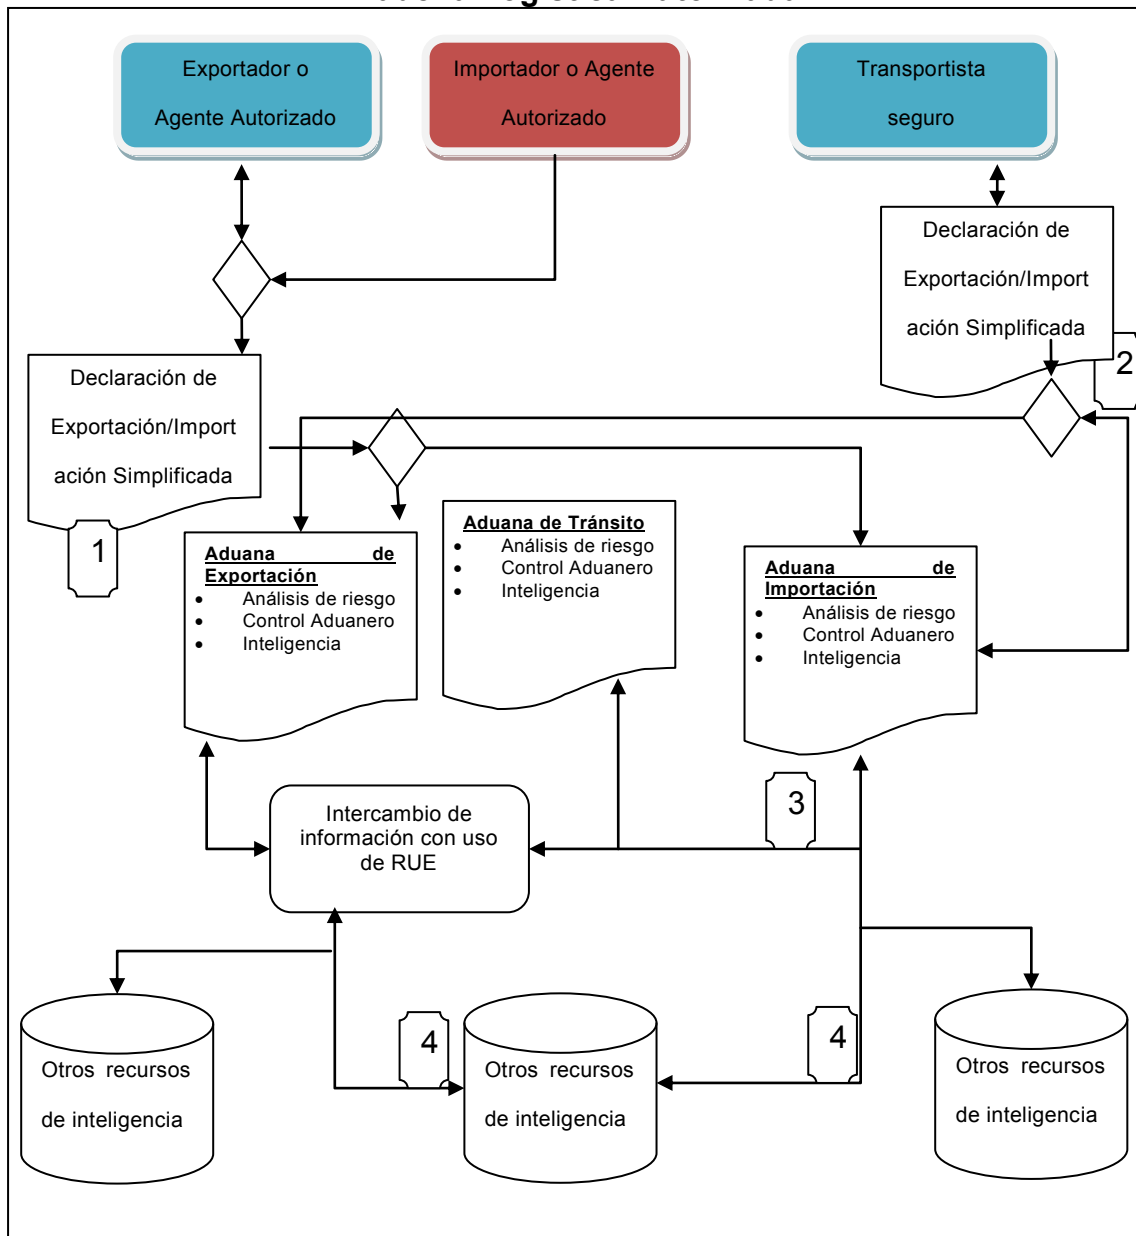 Exportador o
Agente Autorizado
Importador o Agente
Autorizado
Transportista
seguro
Declaración de
Exportación/Import
ación Simplificada
2
Declaración de
Exportación/Import
ación Simplificada
1
Aduana de
Exportación
• Análisis de riesgo
• Control Aduanero
• Inteligencia
Aduana de Tránsito
• Análisis de riesgo
• Control Aduanero
• Inteligencia
Aduana de
Importación
• Análisis de riesgo
• Control Aduanero
• Inteligencia
3
Intercambio de
información con uso
de RUE
4
4
Otros recursos
de inteligencia
Otros recursos
de inteligencia
Otros recursos
de inteligencia